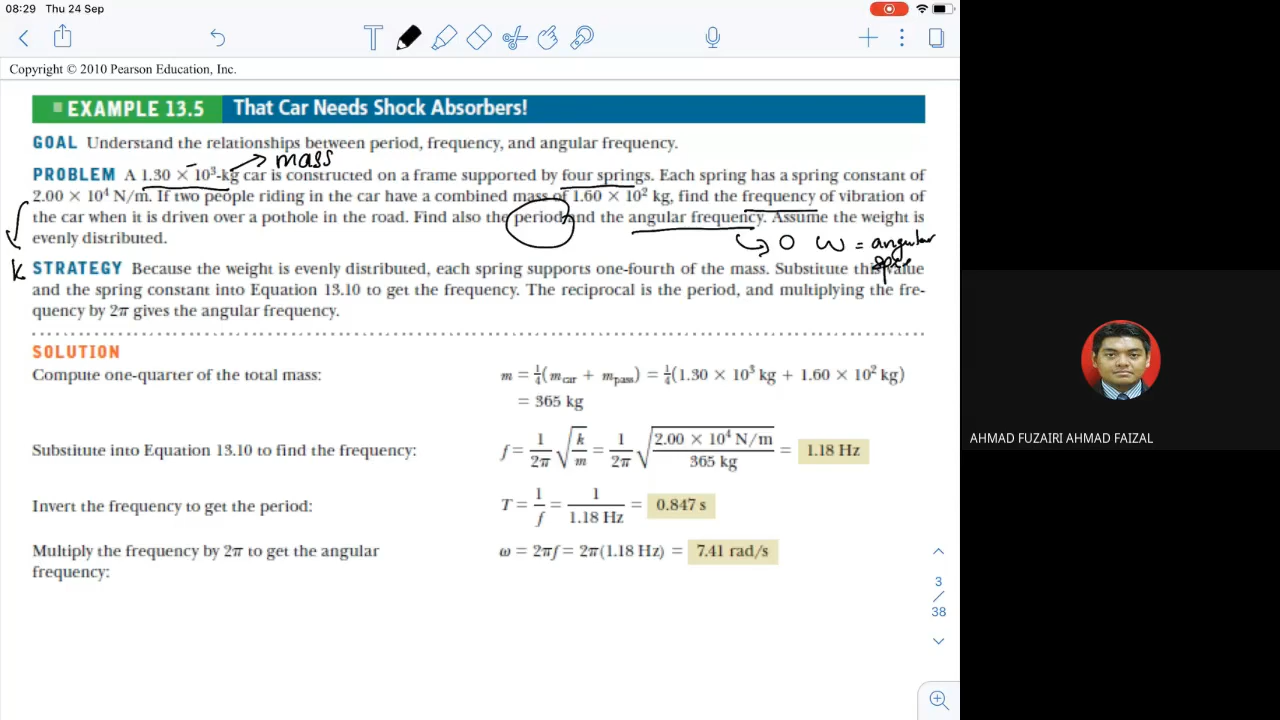 08:29 Thu 24 Sep
Copyright © 2010 Pearson Education, Inc.
EXAMPLE 13.5 That Car Needs Shock Absorbers!
GOAL Understand the relationships between period, frequency, and angular frequency.
mass
PROBLEM A 1.30 × 10³-kg car is constructed on a frame supported by four springs. Each spring has a spring constant of
2.00 × 10⁴ N/m. If two people riding in the car have a combined mass of 1.60 × 10² kg, find the frequency of vibration of
the car when it is driven over a pothole in the road. Find also the period and the angular frequency. Assume the weight is
evenly distributed.
ω = angular
k
STRATEGY Because the weight is evenly distributed, each spring supports one-fourth of the mass. Substitute this value
and the spring constant into Equation 13.10 to get the frequency. The reciprocal is the period, and multiplying the fre-
quency by 2π gives the angular frequency.
SOLUTION
Compute one-quarter of the total mass: m = ¼(m_car + m_pass) = ¼(1.30 × 10³ kg + 1.60 × 10² kg)
= 365 kg
Substitute into Equation 13.10 to find the frequency: f = 1/2π √(k/m) = 1/2π √(2.00 × 10⁴ N/m / 365 kg) = 1.18 Hz
Invert the frequency to get the period: T = 1/f = 1/1.18 Hz = 0.847 s
Multiply the frequency by 2π to get the angular ω = 2πf = 2π(1.18 Hz) = 7.41 rad/s
frequency:
3
/
38
AHMAD FUZAIRI AHMAD FAIZAL